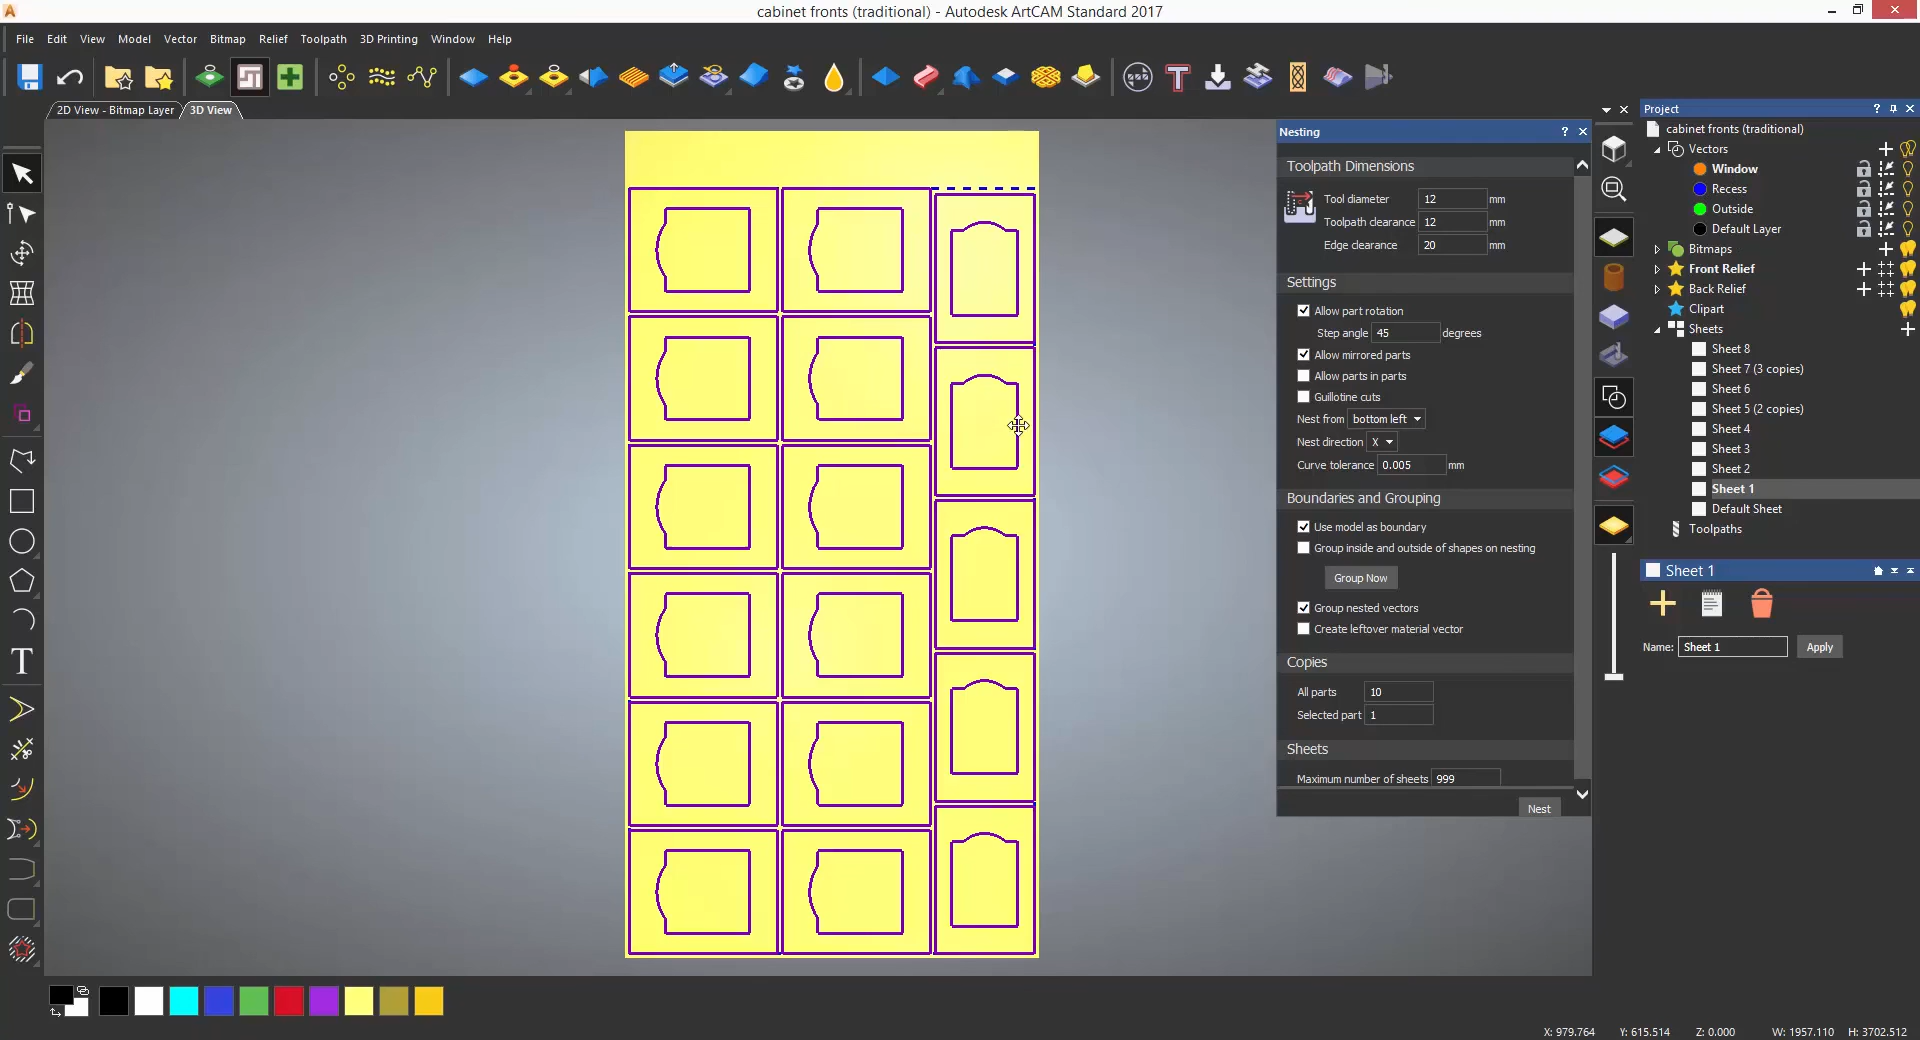 cabinet fronts (traditional) - Autodesk ArtCAM Standard 2017
File Edit View Model Vector Bitmap Relief Toolpath 3D Printing Window Help
2D View - Bitmap Layer 3D View
Nesting
Toolpath Dimensions
Tool diameter 12 mm
Toolpath clearance 12 mm
Edge clearance 20 mm
Settings
Allow part rotation
Step angle 45 degrees
Allow mirrored parts
Allow parts in parts
Guillotine cuts
Nest from bottom left
Nest direction X
Curve tolerance 0.005 mm
Boundaries and Grouping
Use model as boundary
Group inside and outside of shapes on nesting
Group Now
Group nested vectors
Create leftover material vector
Copies
All parts 10
Selected part 1
Sheets
Maximum number of sheets 999
Nest
Project
cabinet fronts (traditional)
Vectors
Window
Recess
Outside
Default Layer
Bitmaps
Front Relief
Back Relief
Clipart
Sheets
Sheet 8
Sheet 7 (3 copies)
Sheet 6
Sheet 5 (2 copies)
Sheet 4
Sheet 3
Sheet 2
Sheet 1
Default Sheet
Toolpaths
Sheet 1
Name: Sheet 1 Apply
X: 979.764 Y: 615.514 Z: 0.000 W: 1957.110 H: 3702.512